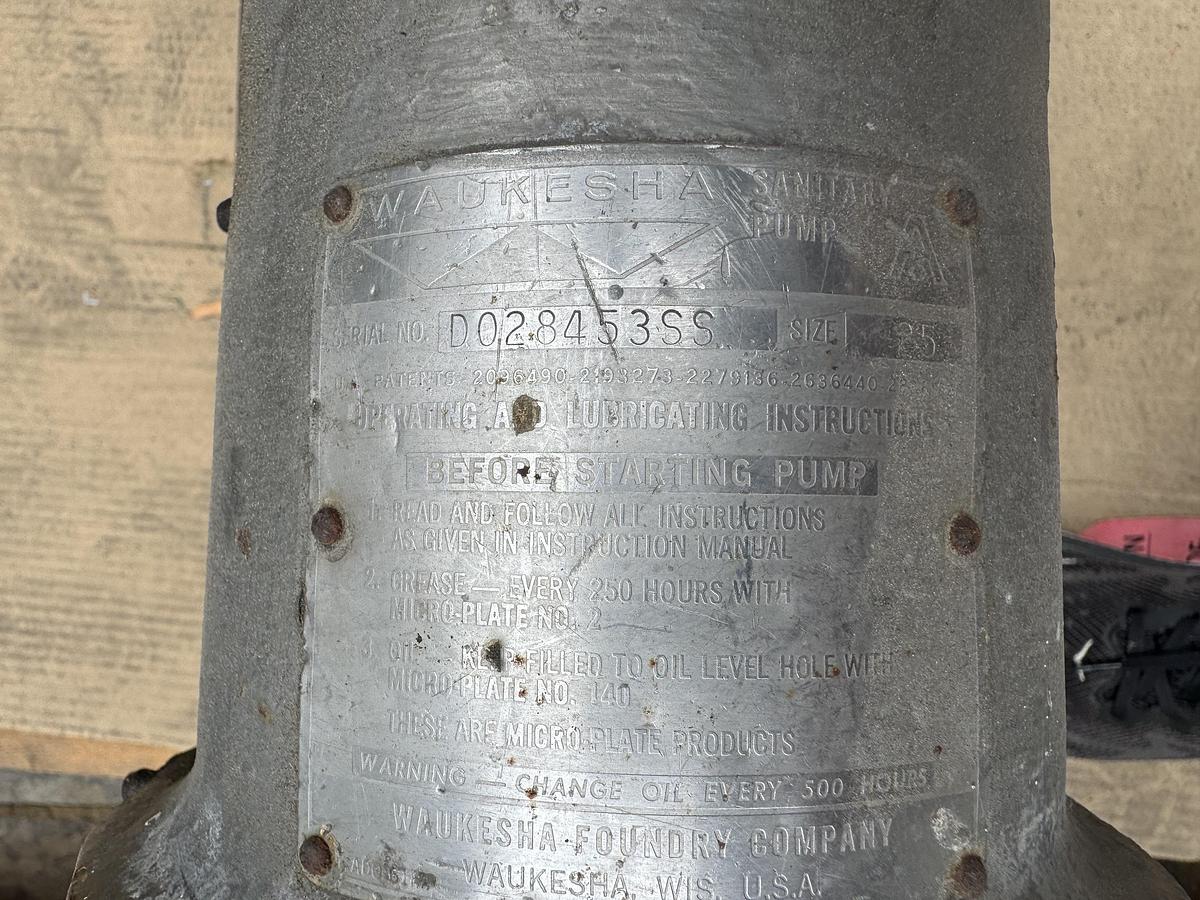 WAUKESHA SANITARY
PUMP
SERIAL NO. D028453SS SIZE 25
U.S. PATENTS-2096490-2193273-2279136-2636440
OPERATING AND LUBRICATING INSTRUCTIONS
BEFORE STARTING PUMP
1. READ AND FOLLOW ALL INSTRUCTIONS
AS GIVEN IN INSTRUCTION MANUAL
2. GREASE — EVERY 250 HOURS WITH
MICRO-PLATE NO. 2
3. OIL — KEEP FILLED TO OIL LEVEL HOLE WITH
MICRO-PLATE NO. 140
THESE ARE MICRO-PLATE PRODUCTS
WARNING — CHANGE OIL EVERY 500 HOURS
WAUKESHA FOUNDRY COMPANY
WAUKESHA, WIS. U.S.A.